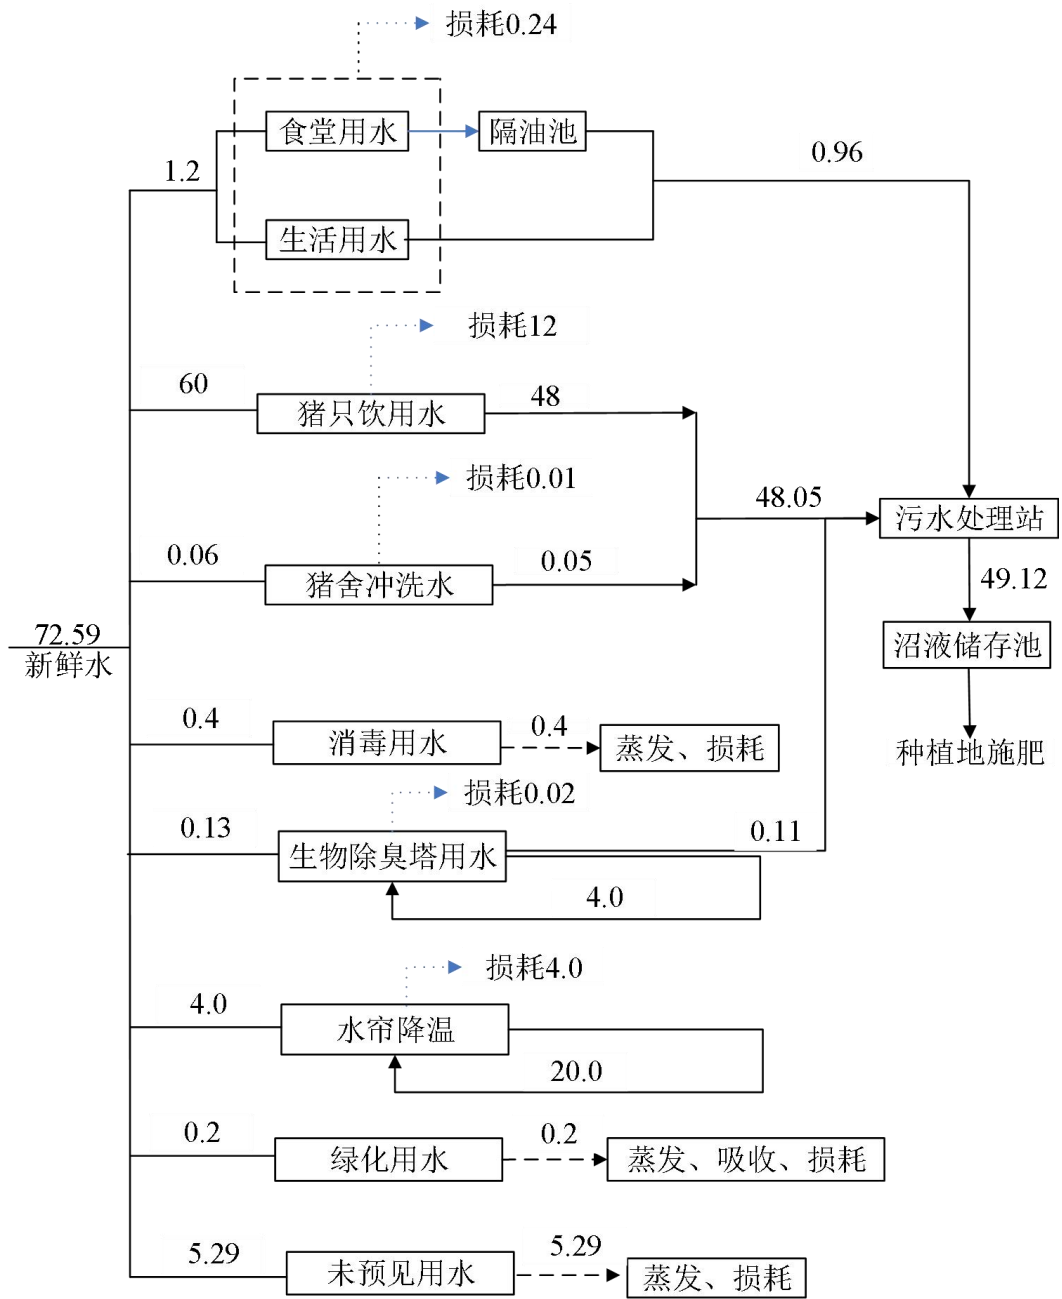 损耗0.24
食堂用水
隔油池
0.96
1.2
生活用水
损耗12
60
猪只饮用水
48
损耗0.01
48.05
污水处理站
0.06
猪舍冲洗水
0.05
49.12
72.59
新鲜水
沼液储存池
0.4
消毒用水
0.4
蒸发、损耗
种植地施肥
损耗0.02
0.13
生物除臭塔用水
0.11
4.0
损耗4.0
4.0
水帘降温
20.0
0.2
绿化用水
0.2
蒸发、吸收、损耗
5.29
未预见用水
5.29
蒸发、损耗